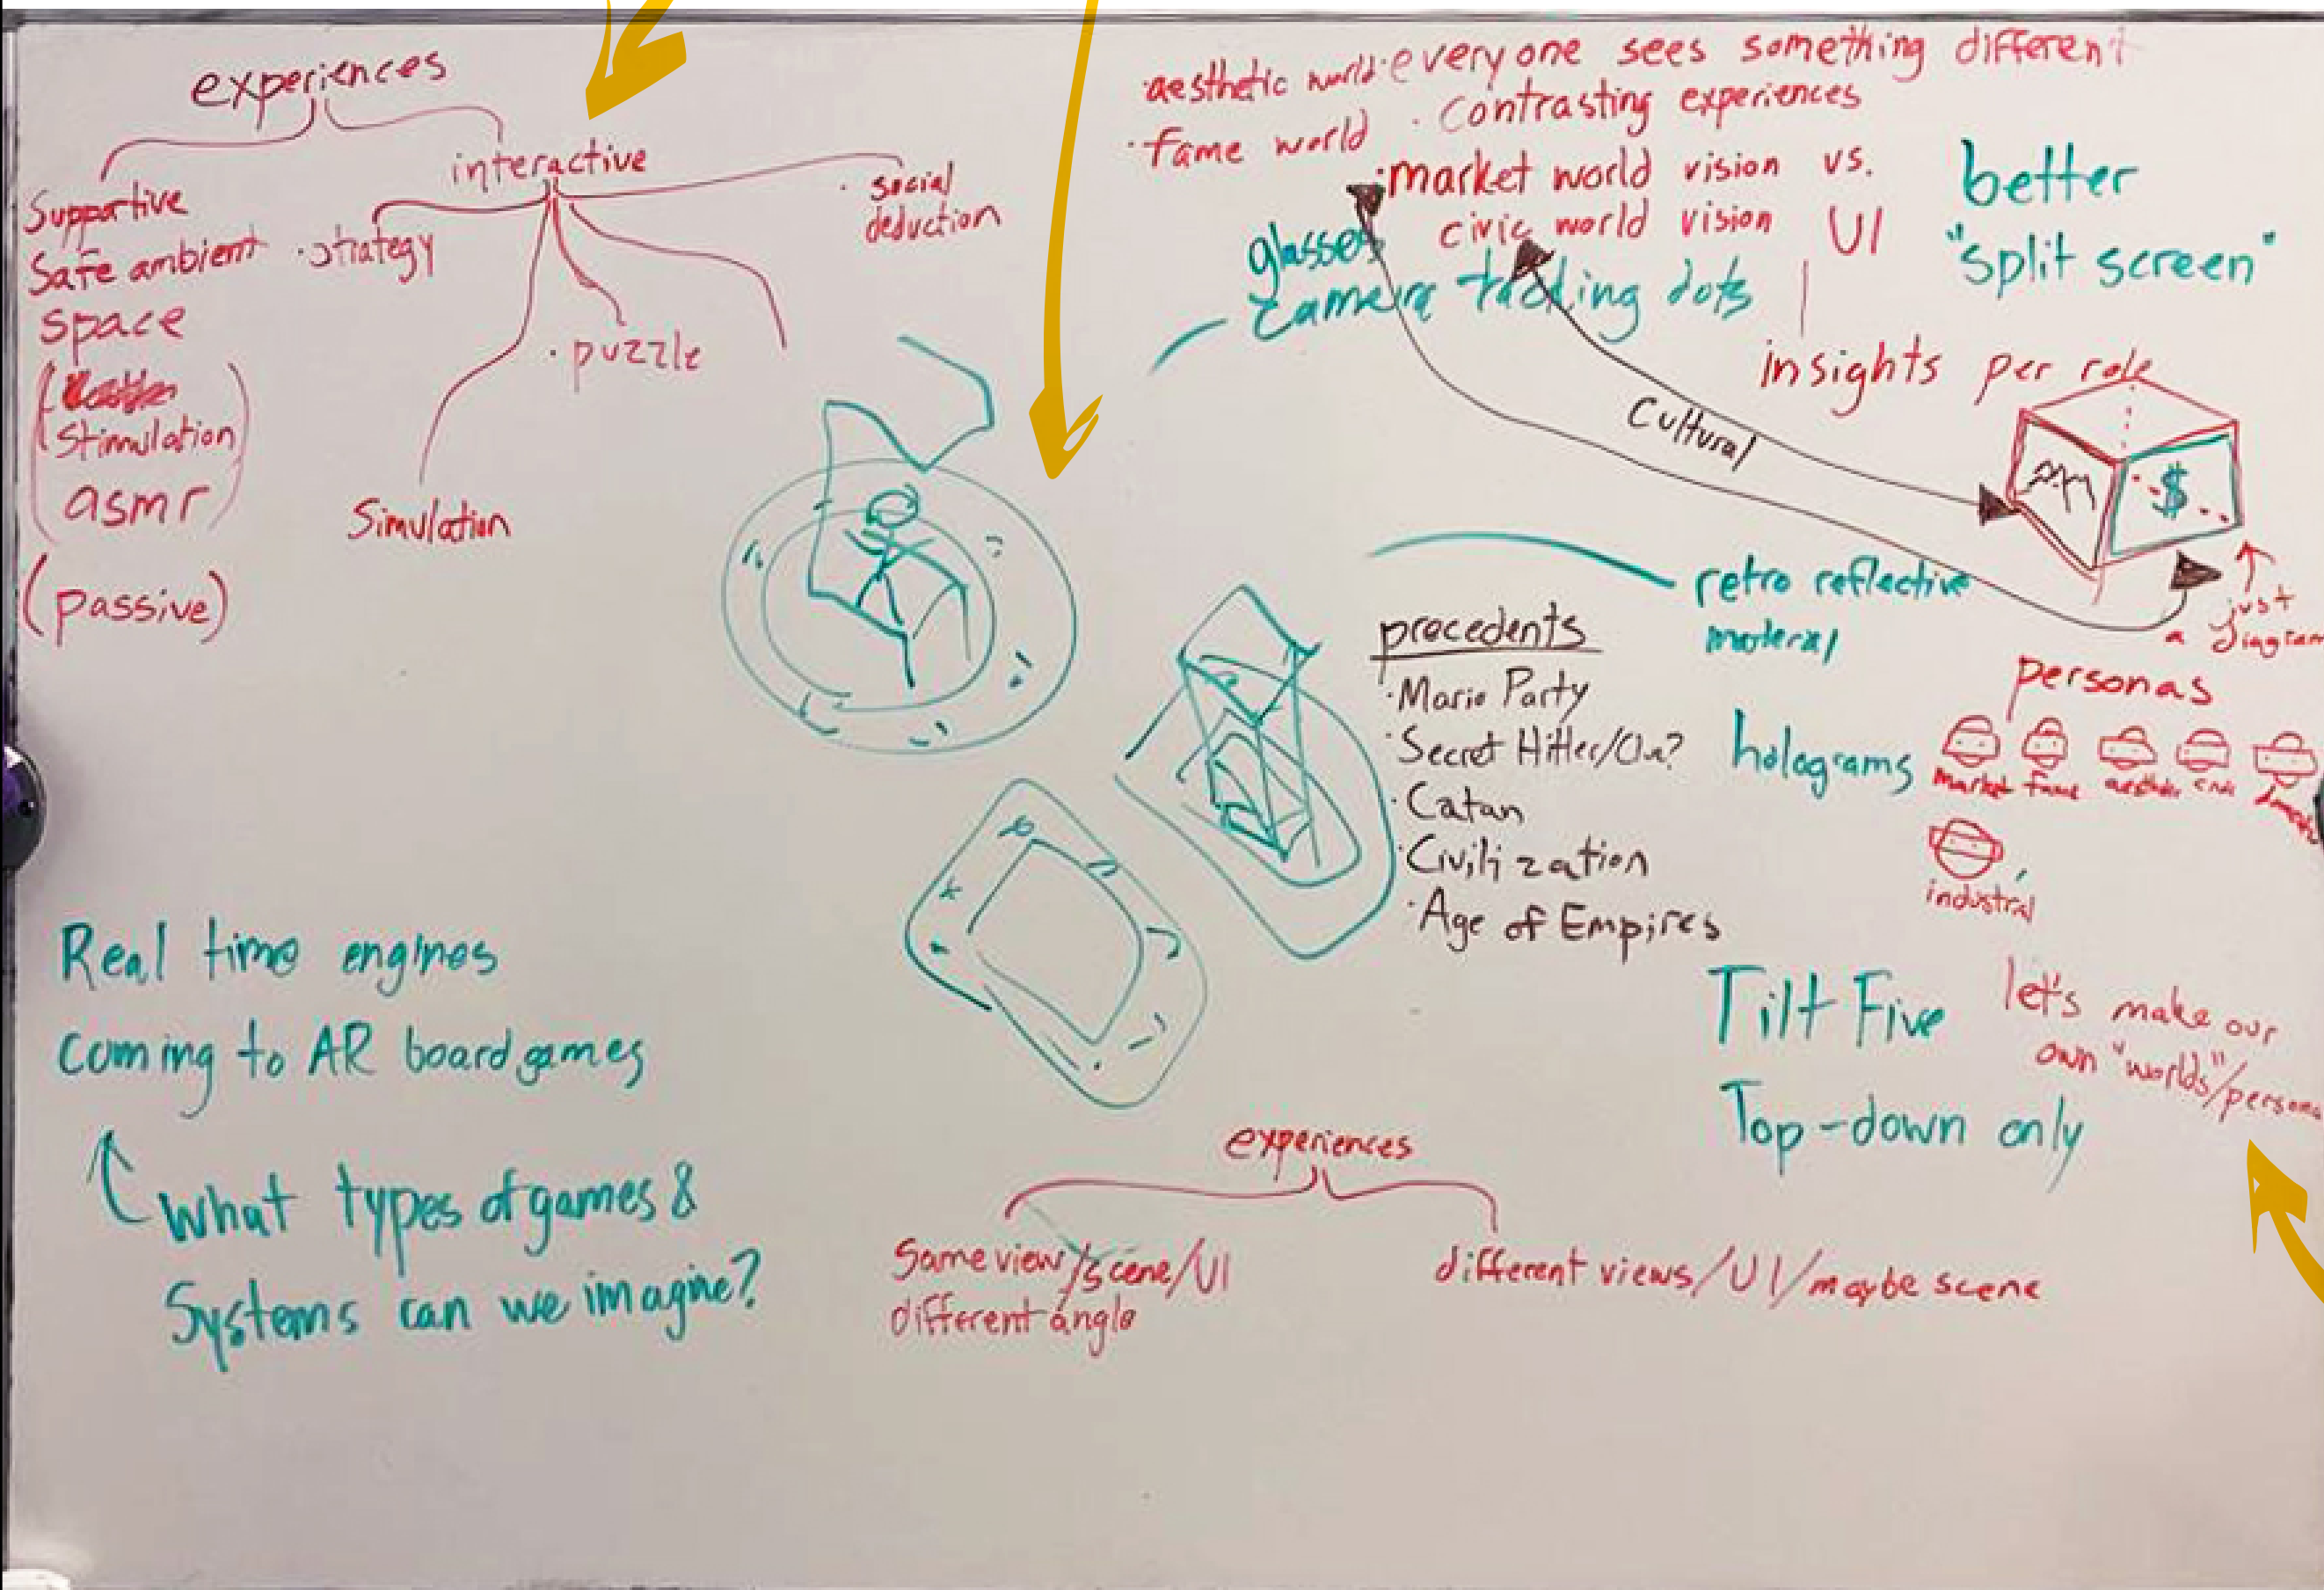 experiences
interactive
Supportive
Safe ambient
space
Stimulation
asmr
(passive)
· strategy
· puzzle
Simulation
· social
deduction
· aesthetic world
· fame world
· everyone sees something different
· contrasting experiences
· market world vision vs.
civic world vision
UI
insights per role
better
"split screen"
glasses
camera tracking dots
Cultural
$
just
a diagram
retro reflective
material
precedents
· Mario Party
· Secret Hitler/Clue?
· Catan
· Civilization
· Age of Empires
holograms
personas
market fame aesthetic civic
industrial
Real time engines
coming to AR board games
What types of games &
Systems can we imagine?
Tilt Five
Top-down only
let's make our
own "worlds"/persona
experiences
Same view/scene/UI
different angle
different views/UI/maybe scene